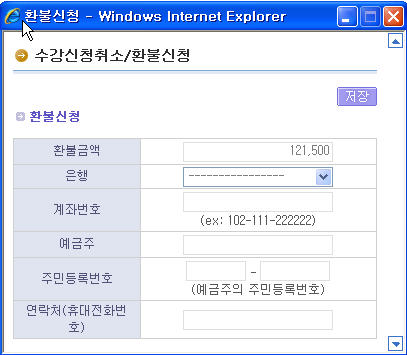 환불신청 - Windows Internet Explorer
수강신청취소/환불신청
저장
환불신청
환불금액 121,500
은행 ----------------
계좌번호
(ex: 102-111-222222)
예금주
주민등록번호 -
(예금주의 주민등록번호)
연락처(휴대전화번
호)